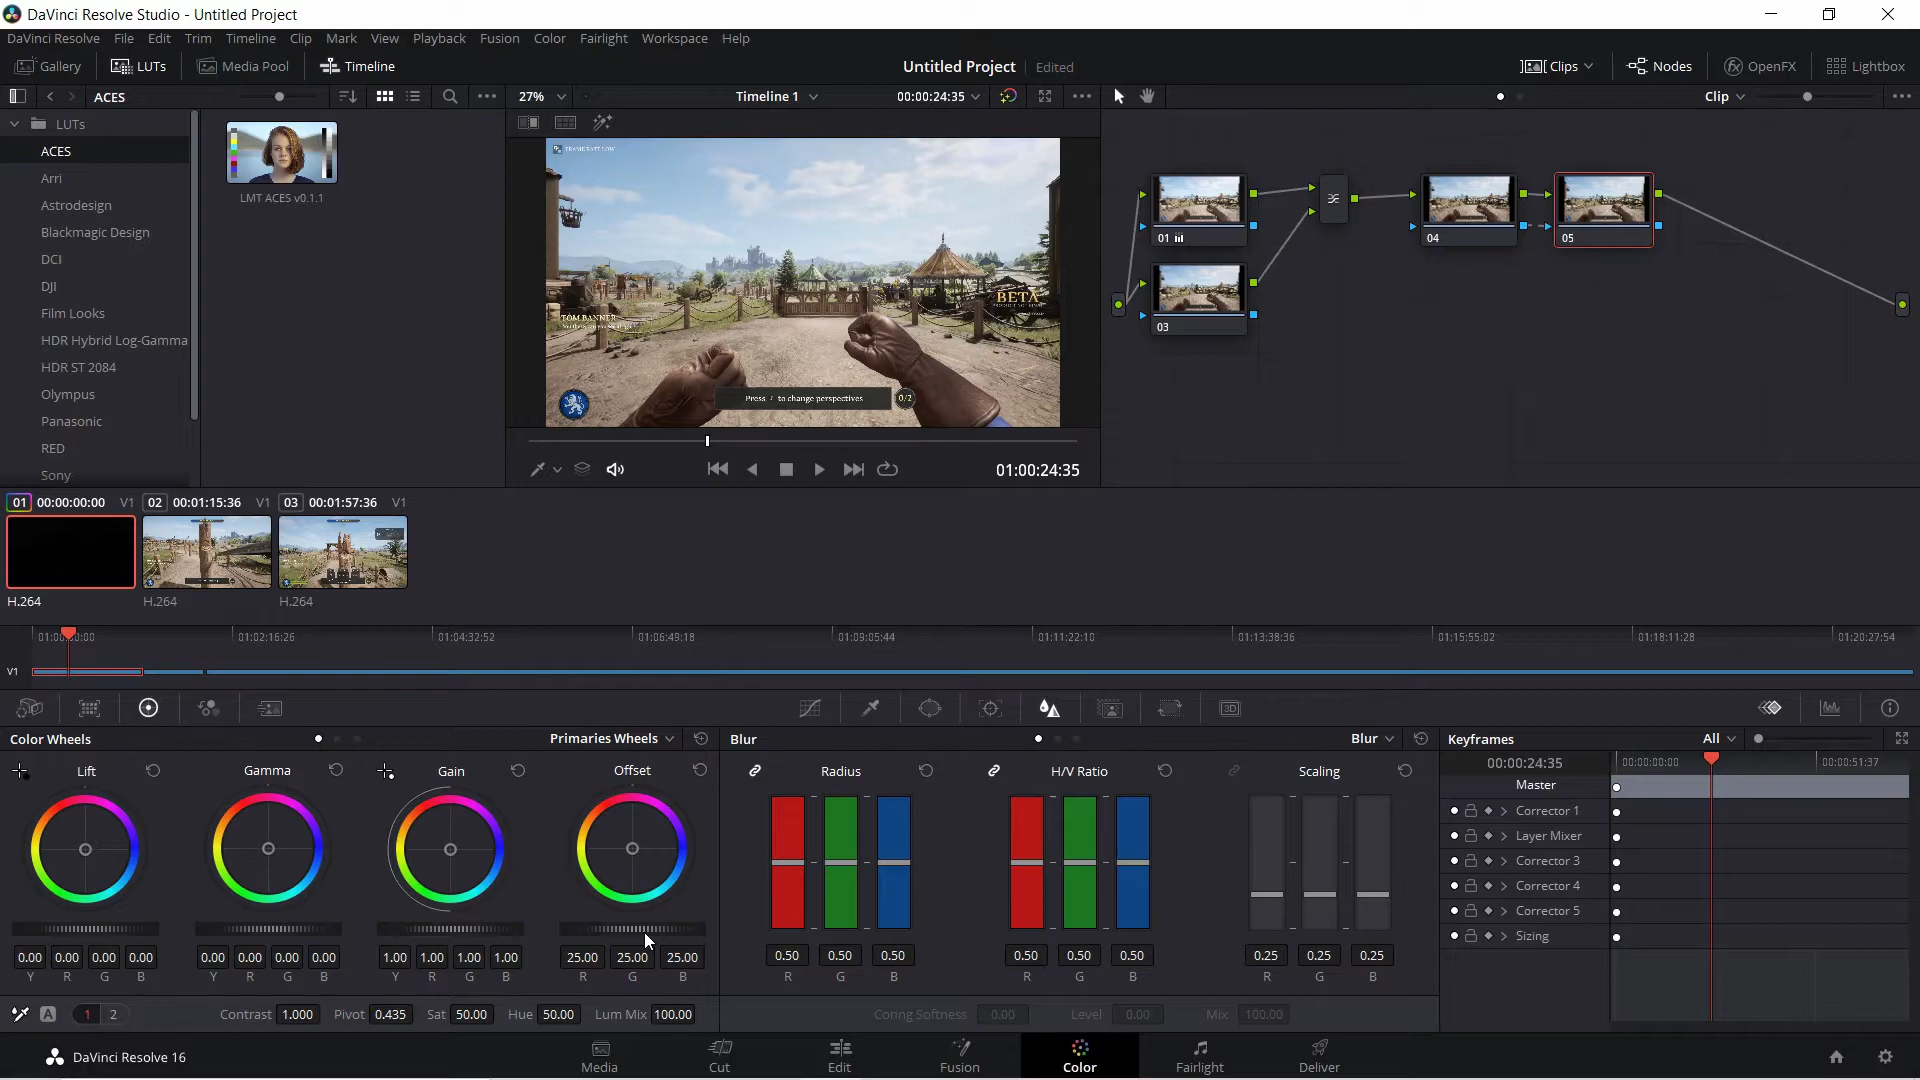 DaVinci Resolve Studio - Untitled Project
DaVinci Resolve File Edit Trim Timeline Clip Mark View Playback Fusion Color Fairlight Workspace Help
Gallery LUTs Media Pool Timeline Untitled Project Edited Clips Nodes OpenFX Lightbox
ACES 27% Timeline 1 00:00:24:35 Clip
LUTs
ACES
Arri
Astrodesign
Blackmagic Design
DCI
DJI
Film Looks
HDR Hybrid Log-Gamma
HDR ST 2084
Olympus
Panasonic
RED
Sony
LMT ACES v0.1.1
BETA
TOM BANNER
Press to change perspectives 0/2
01:00:24:35
01
03
04
05
01 00:00:00:00 V1 02 00:01:15:36 V1 03 00:01:57:36 V1
H.264 H.264 H.264
01:02:16:26 01:04:32:52 01:06:49:18 01:09:05:44 01:11:22:10 01:13:38:36 01:15:55:02 01:18:11:28 01:20:27:54
V1
3D
Color Wheels Primaries Wheels Blur Blur Keyframes All
Lift Gamma Gain Offset Radius H/V Ratio Scaling
00:00:24:35 00:00:00:00 00:00:51:37
Master
Corrector 1
Layer Mixer
Corrector 3
Corrector 4
Corrector 5
Sizing
0.00 0.00 0.00 0.00 0.00 0.00 0.00 0.00 1.00 1.00 1.00 1.00 25.00 25.00 25.00 0.50 0.50 0.50 0.50 0.50 0.50 0.25 0.25 0.25
Y R G B Y R G B Y R G B R G B R G B R G B R G B
A 1 2 Contrast 1.000 Pivot 0.435 Sat 50.00 Hue 50.00 Lum Mix 100.00 Coring Softness 0.00 Level 0.00 Mix 100.00
DaVinci Resolve 16 Media Cut Edit Fusion Color Fairlight Deliver